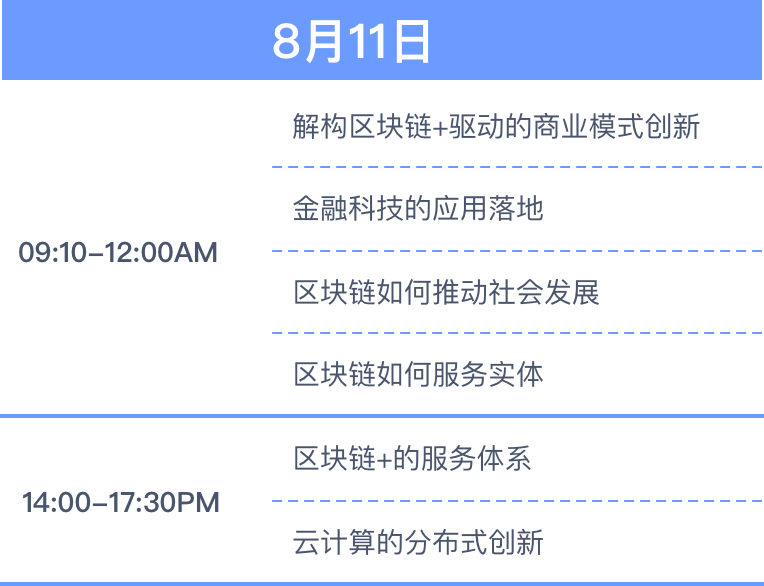 8月11日
09:10-12:00AM
解构区块链+驱动的商业模式创新
金融科技的应用落地
区块链如何推动社会发展
区块链如何服务实体
14:00-17:30PM
区块链+的服务体系
云计算的分布式创新